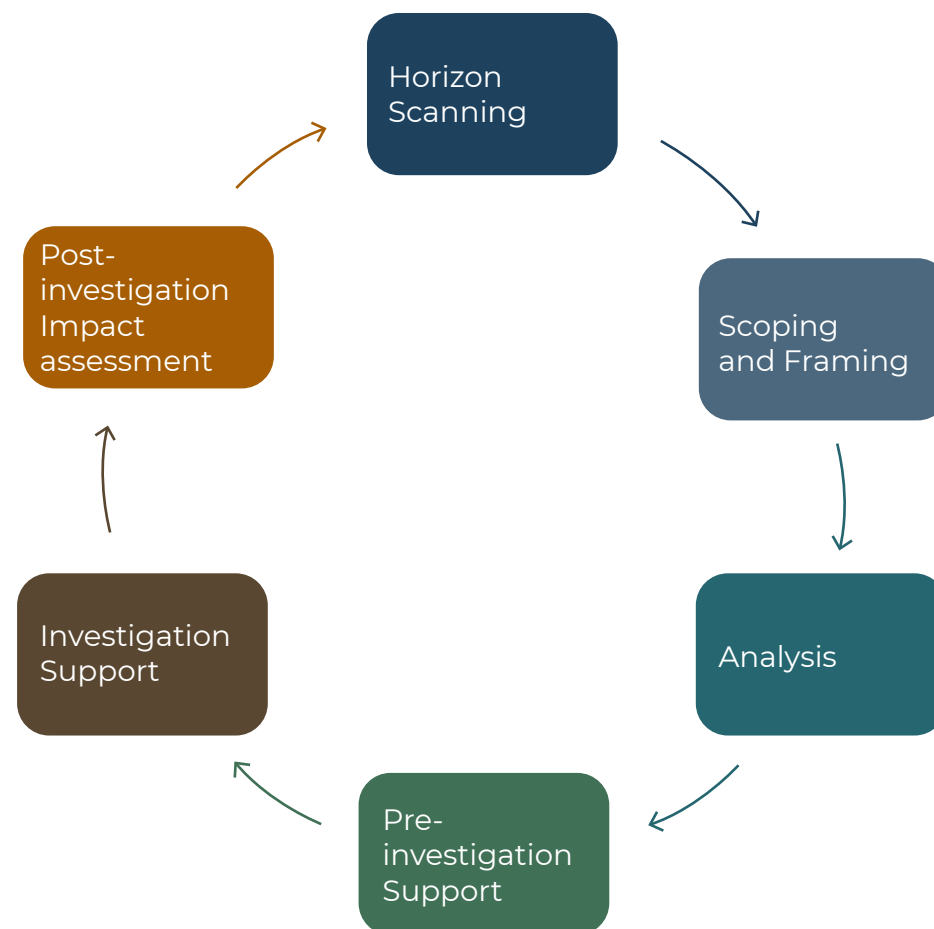 Horizon
Scanning
Scoping
and Framing
Analysis
Pre-
investigation
Support
Investigation
Support
Post-
investigation
Impact
assessment